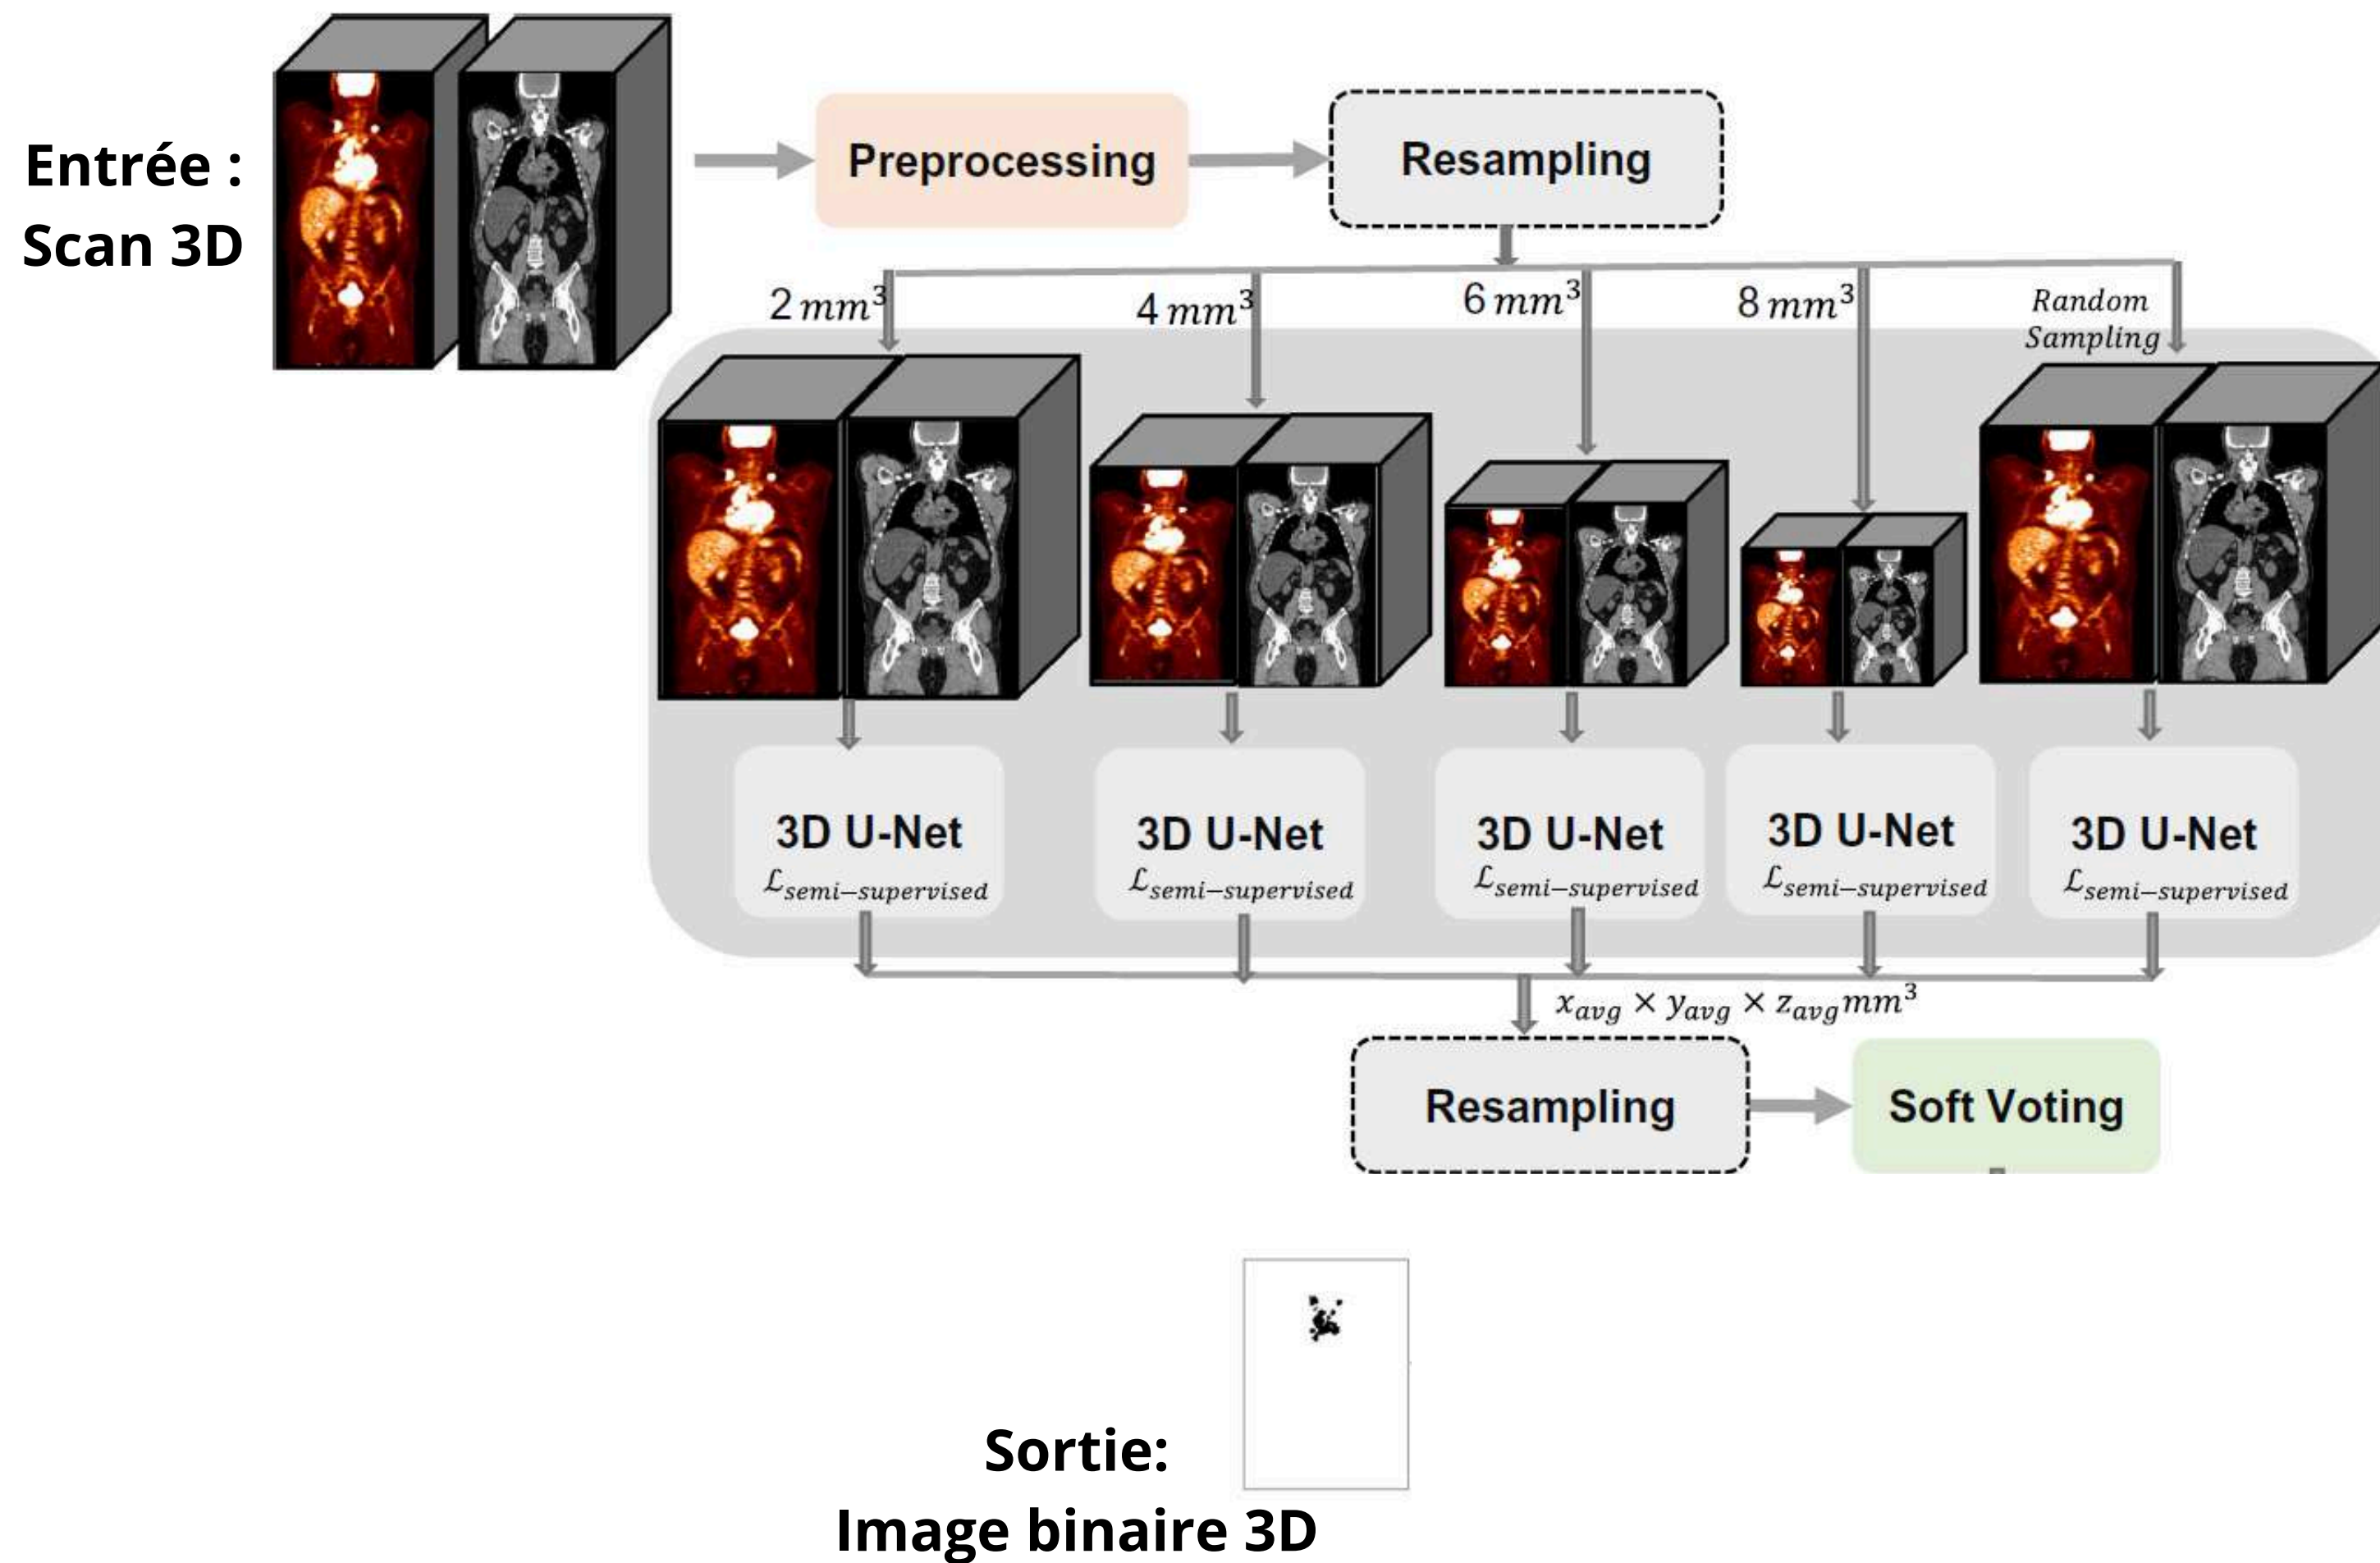 Entrée :
Scan 3D
Preprocessing
Resampling
2 mm³
4 mm³
6 mm³
8 mm³
Random
Sampling
3D U-Net
ℒsemi−supervised
3D U-Net
ℒsemi−supervised
3D U-Net
ℒsemi−supervised
3D U-Net
ℒsemi−supervised
3D U-Net
ℒsemi−supervised
xavg × yavg × zavg mm³
Resampling
Soft Voting
Sortie:
Image binaire 3D